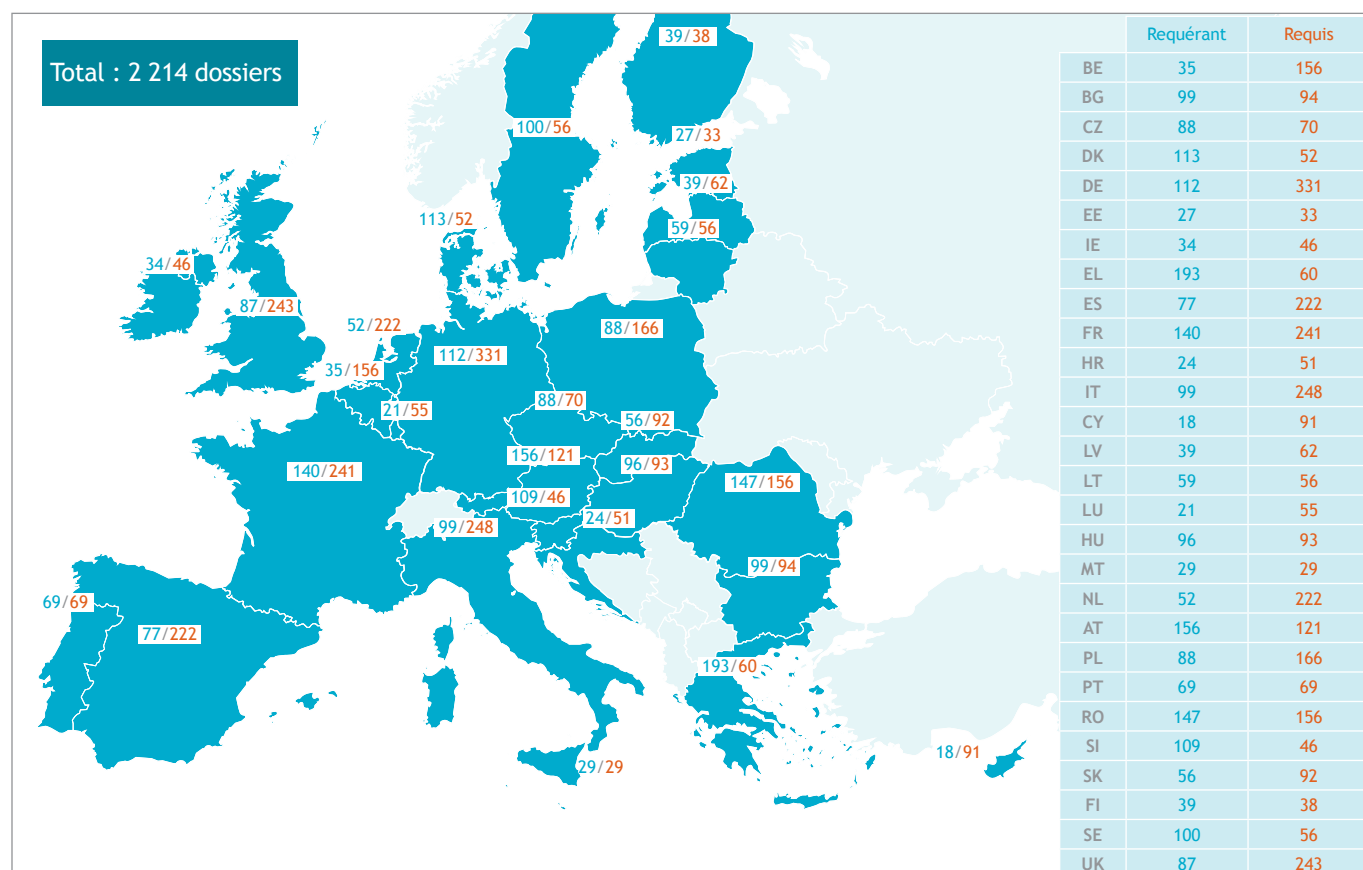 Total : 2 214 dossiers
39/38
100/56
27/33
39/62
113/52
59/56
34/46
87/243
52/222
88/166
112/331
35/156
88/70
21/55
56/92
156/121
96/93
140/241
147/156
109/46
24/51
99/248
99/94
69/69
77/222
193/60
18/91
29/29
Requérant Requis
BE 35 156
BG 99 94
CZ 88 70
DK 113 52
DE 112 331
EE 27 33
IE 34 46
EL 193 60
ES 77 222
FR 140 241
HR 24 51
IT 99 248
CY 18 91
LV 39 62
LT 59 56
LU 21 55
HU 96 93
MT 29 29
NL 52 222
AT 156 121
PL 88 166
PT 69 69
RO 147 156
SI 109 46
SK 56 92
FI 39 38
SE 100 56
UK 87 243